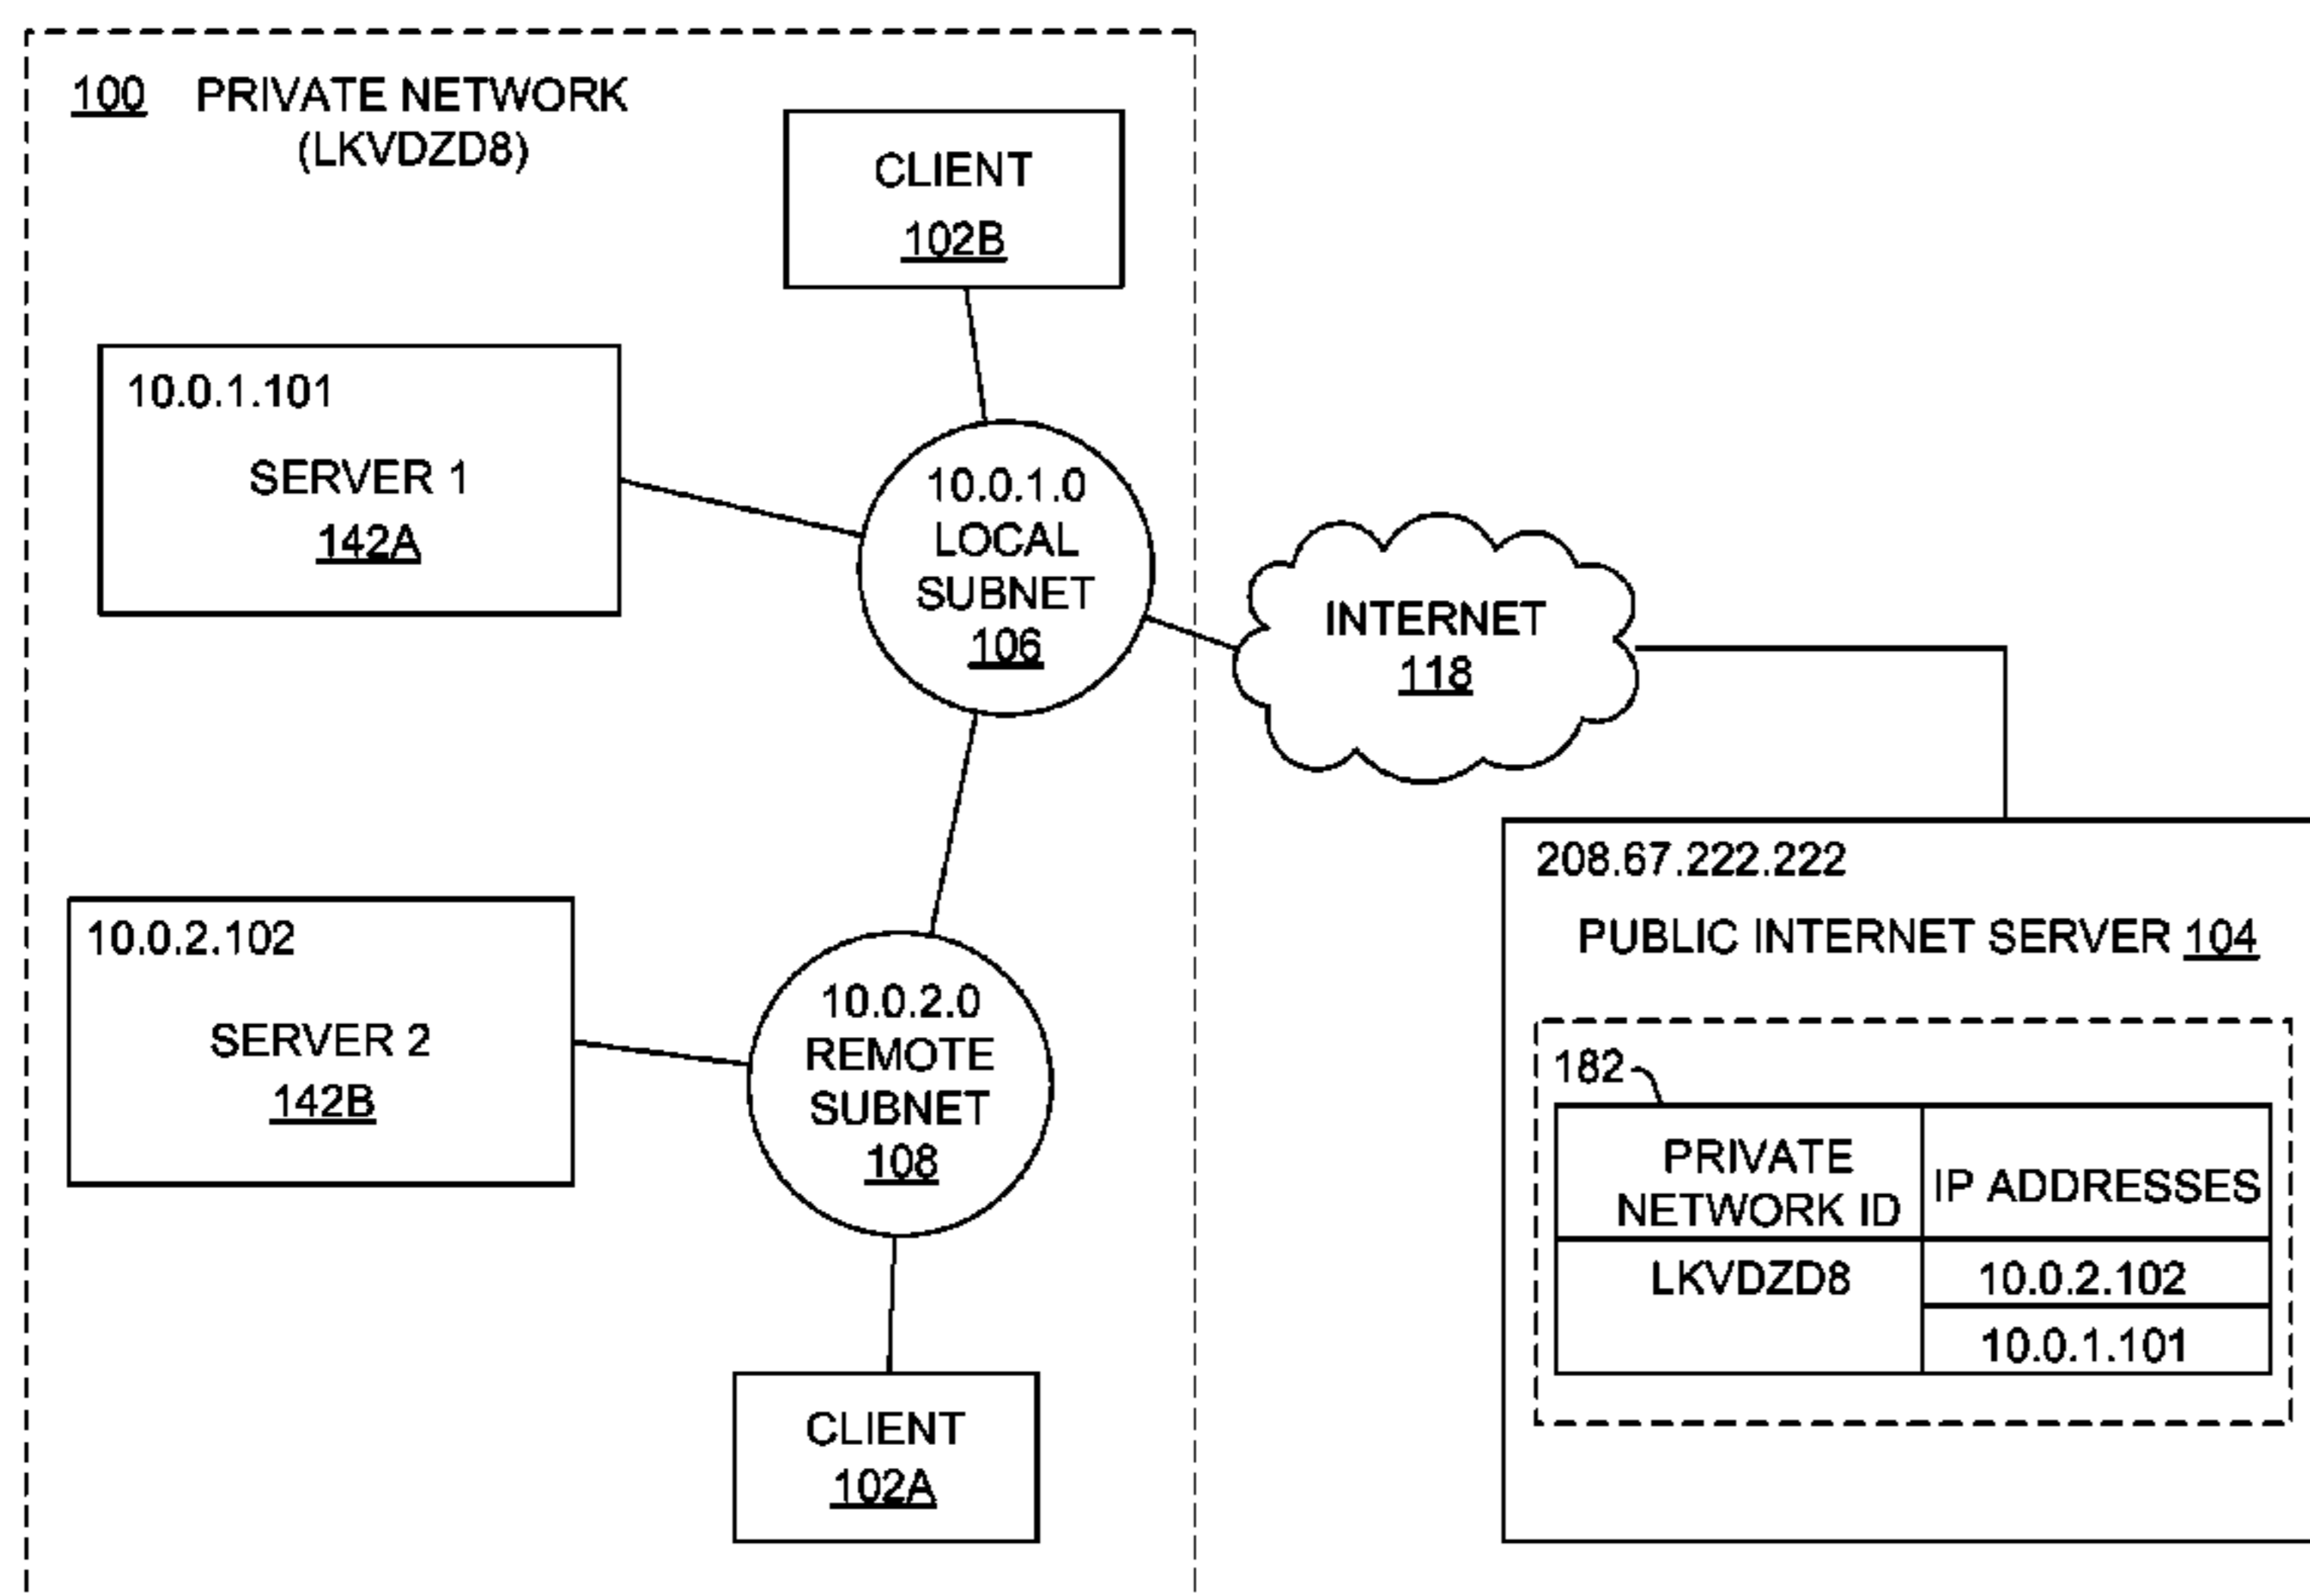 100 PRIVATE NETWORK
(LKVDZD8)
CLIENT
102B
10.0.1.101
SERVER 1
142A
10.0.1.0
LOCAL
SUBNET
106
INTERNET
118
10.0.2.102
SERVER 2
142B
10.0.2.0
REMOTE
SUBNET
108
CLIENT
102A
208.67.222.222
PUBLIC INTERNET SERVER 104
182
PRIVATE
NETWORK ID
IP ADDRESSES
LKVDZD8
10.0.2.102
10.0.1.101